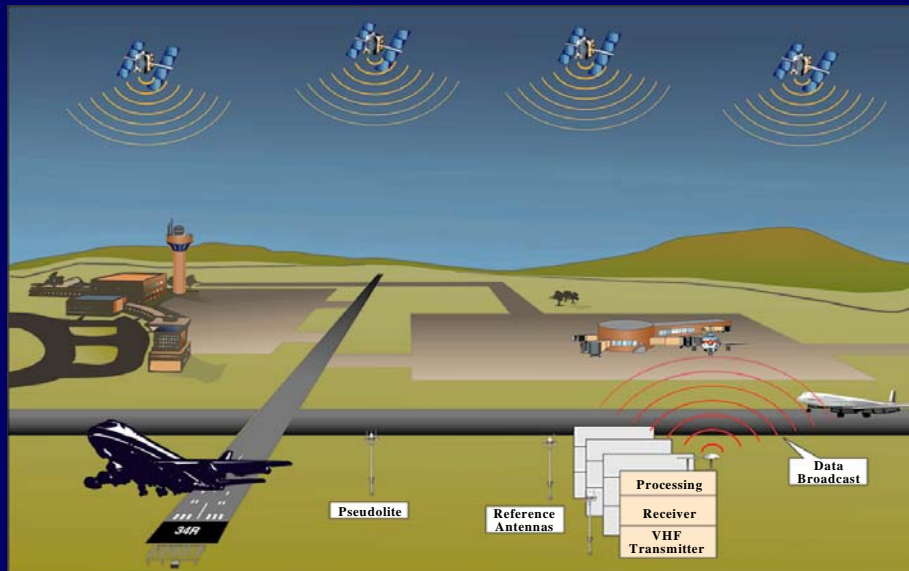 Processing
Receiver
VHF
Transmitter
Data
Broadcast
Pseudolite
Reference
Antennas
34R